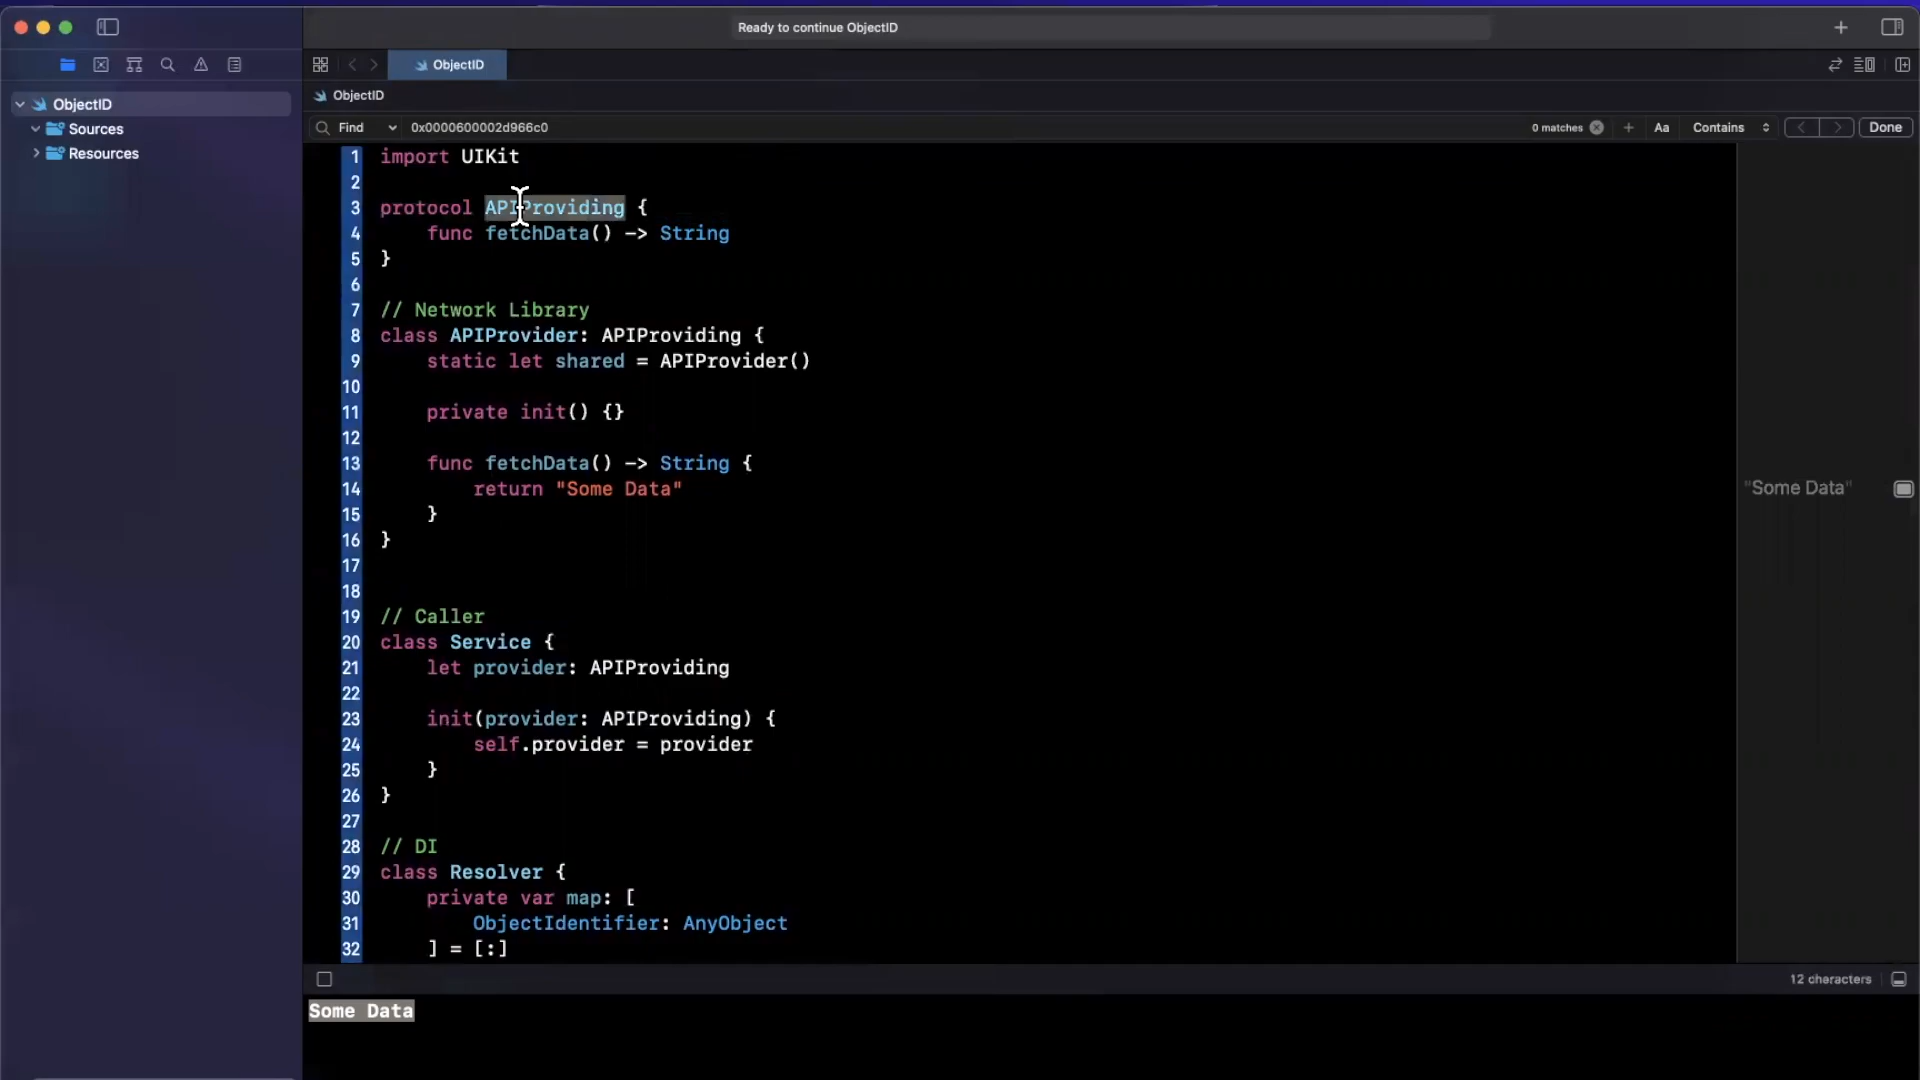 Ready to continue ObjectID
ObjectID
ObjectID
ObjectID
Sources
Resources
Find
0x0000600002d966c0
0 matches
Aa
Contains
Done
1 import UIKit
2
3 protocol APIProviding {
4     func fetchData() -> String
5 }
6
7 // Network Library
8 class APIProvider: APIProviding {
9     static let shared = APIProvider()
10
11     private init() {}
12
13     func fetchData() -> String {
14         return "Some Data"
15     }
16 }
17
18
19 // Caller
20 class Service {
21     let provider: APIProviding
22
23     init(provider: APIProviding) {
24         self.provider = provider
25     }
26 }
27
28 // DI
29 class Resolver {
30     private var map: [
31         ObjectIdentifier: AnyObject
32     ] = [:]
"Some Data"
12 characters
Some Data